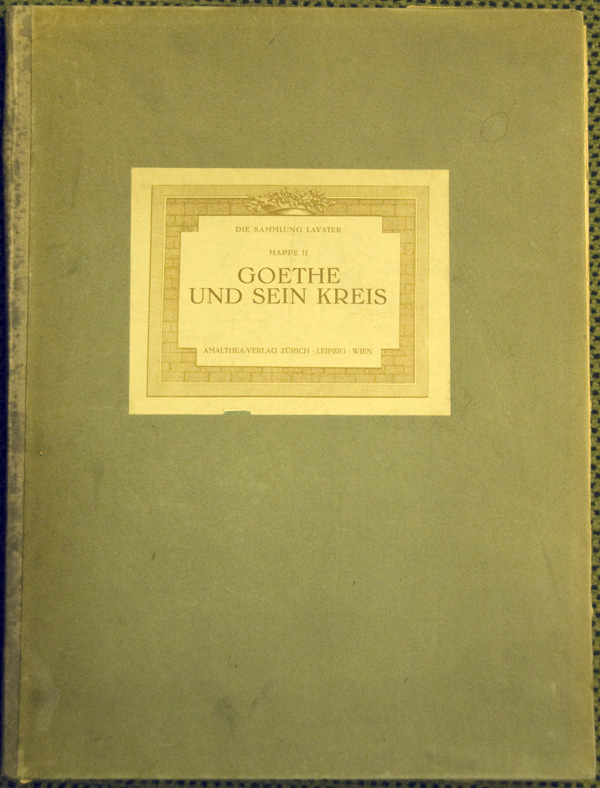 DIE SAMMLUNG LAVATER
MAPPE II
GOETHE
UND SEIN KREIS
AMALTHEA-VERLAG ZÜRICH · LEIPZIG · WIEN